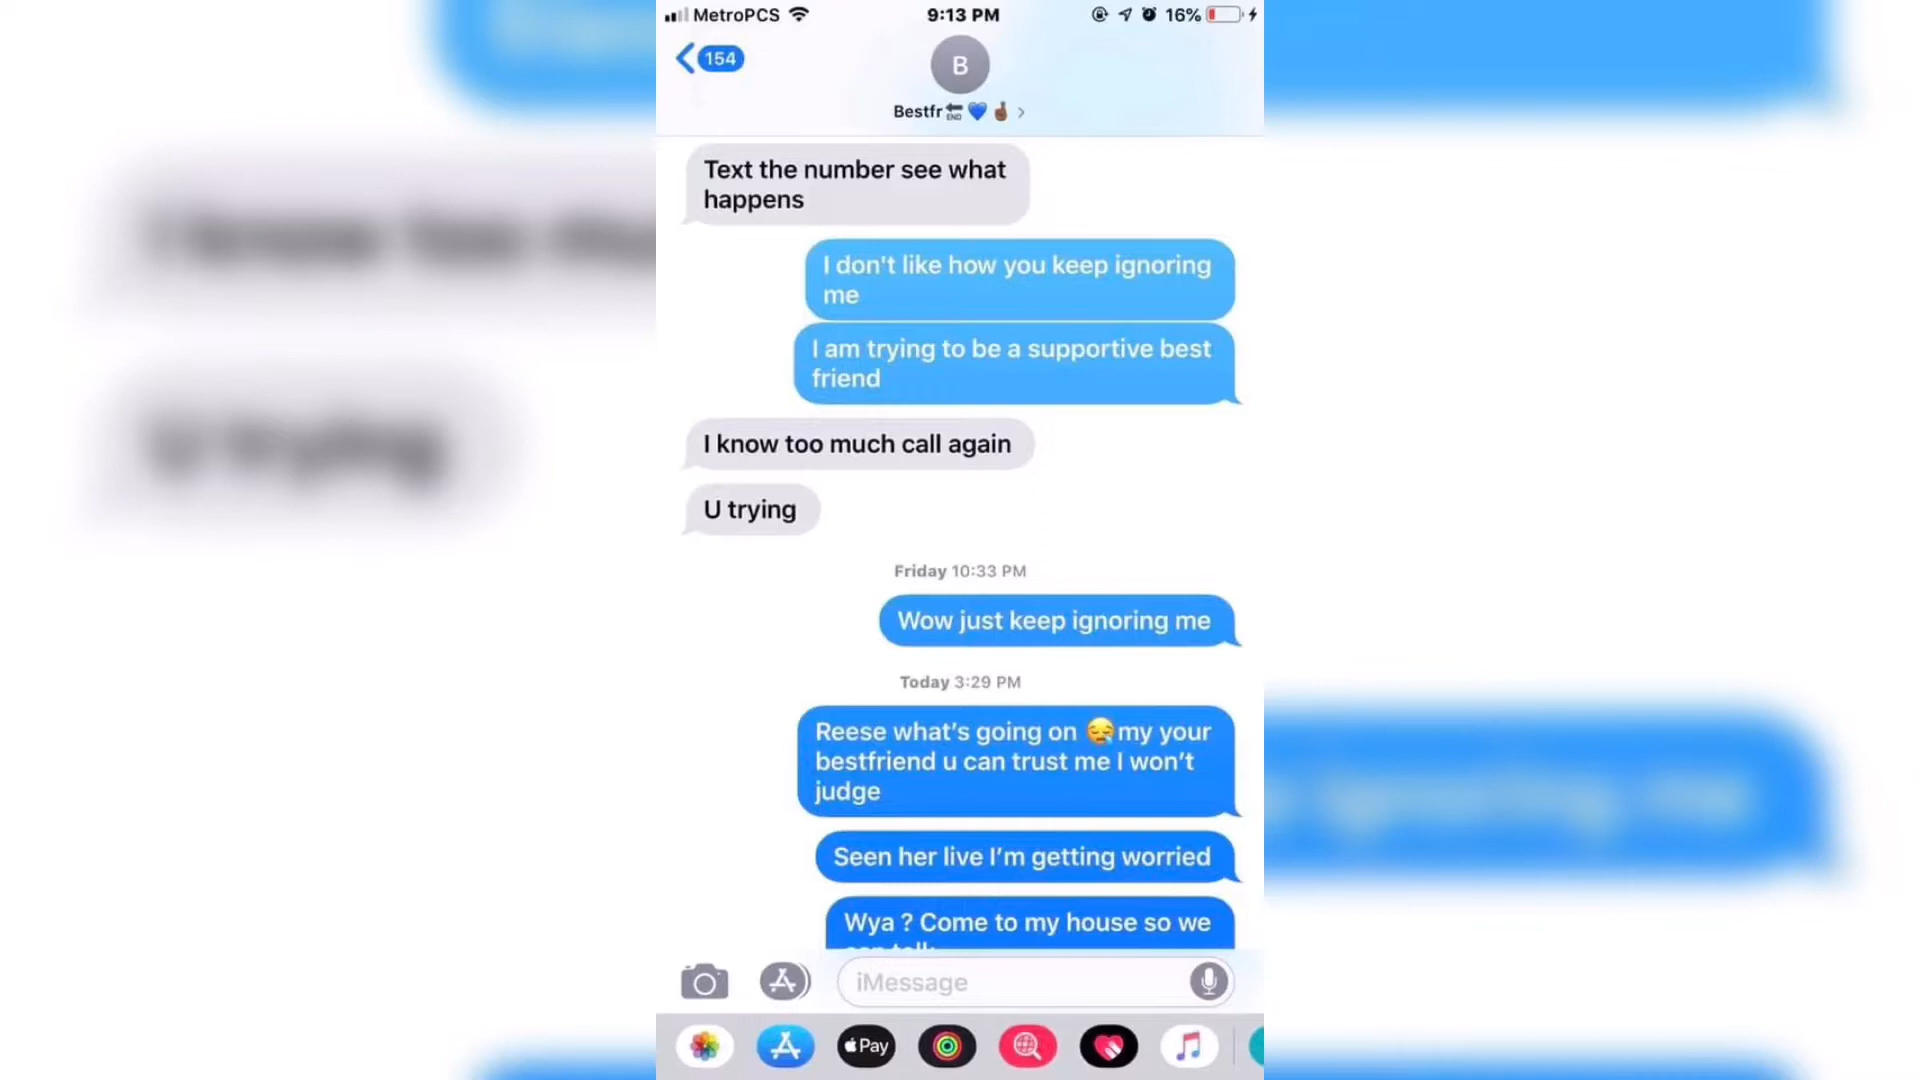 MetroPCS 9:13 PM 16%
154
B
Bestfr🔚💙🤞🏾 >
Text the number see what
happens
I don't like how you keep ignoring
me
I am trying to be a supportive best
friend
I know too much call again
U trying
Friday 10:33 PM
Wow just keep ignoring me
Today 3:29 PM
Reese what's going on 😪my your
bestfriend u can trust me I won't
judge
Seen her live I'm getting worried
Wya ? Come to my house so we
can talk
iMessage
Pay